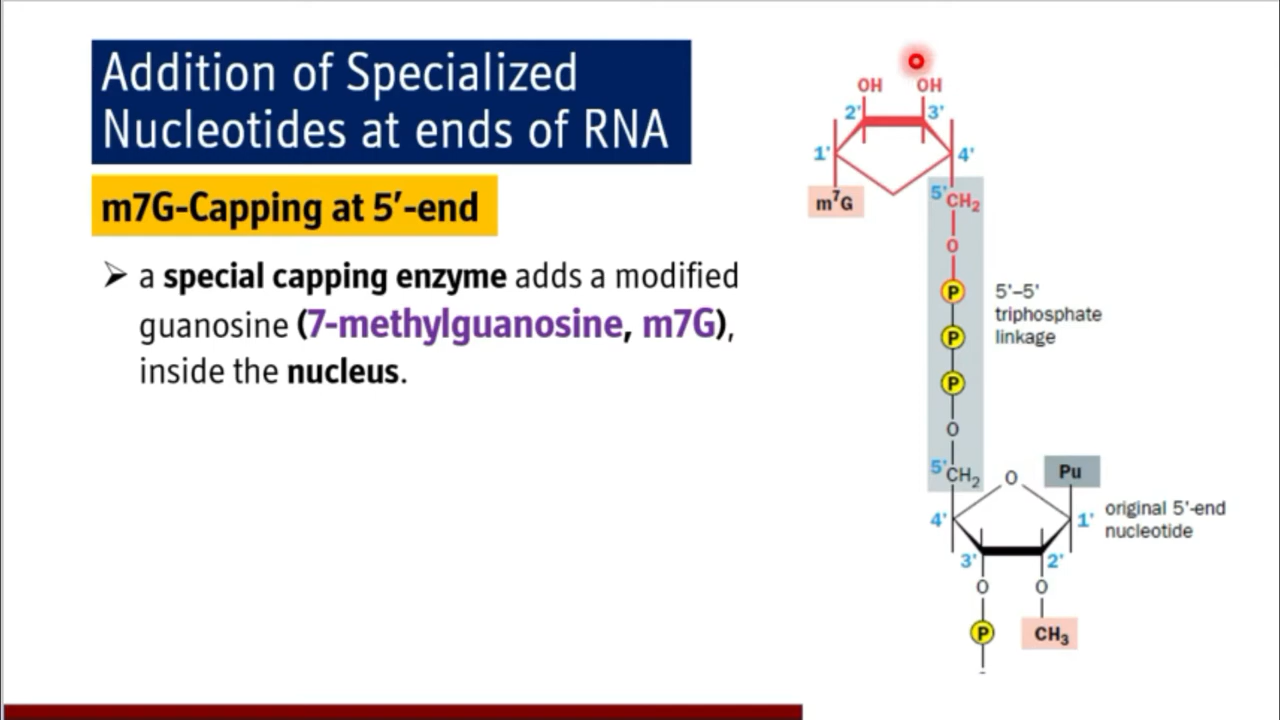 Addition of Specialized
Nucleotides at ends of RNA
m7G-Capping at 5′-end
➤ a special capping enzyme adds a modified
guanosine (7-methylguanosine, m7G),
inside the nucleus.
OH OH
2' 3'
1' 4'
m⁷G
5' CH₂
O
P
5'–5'
triphosphate
linkage
P
P
O
5' CH₂
O
Pu
4' 1'
original 5'-end
nucleotide
3' 2'
O O
P
CH₃